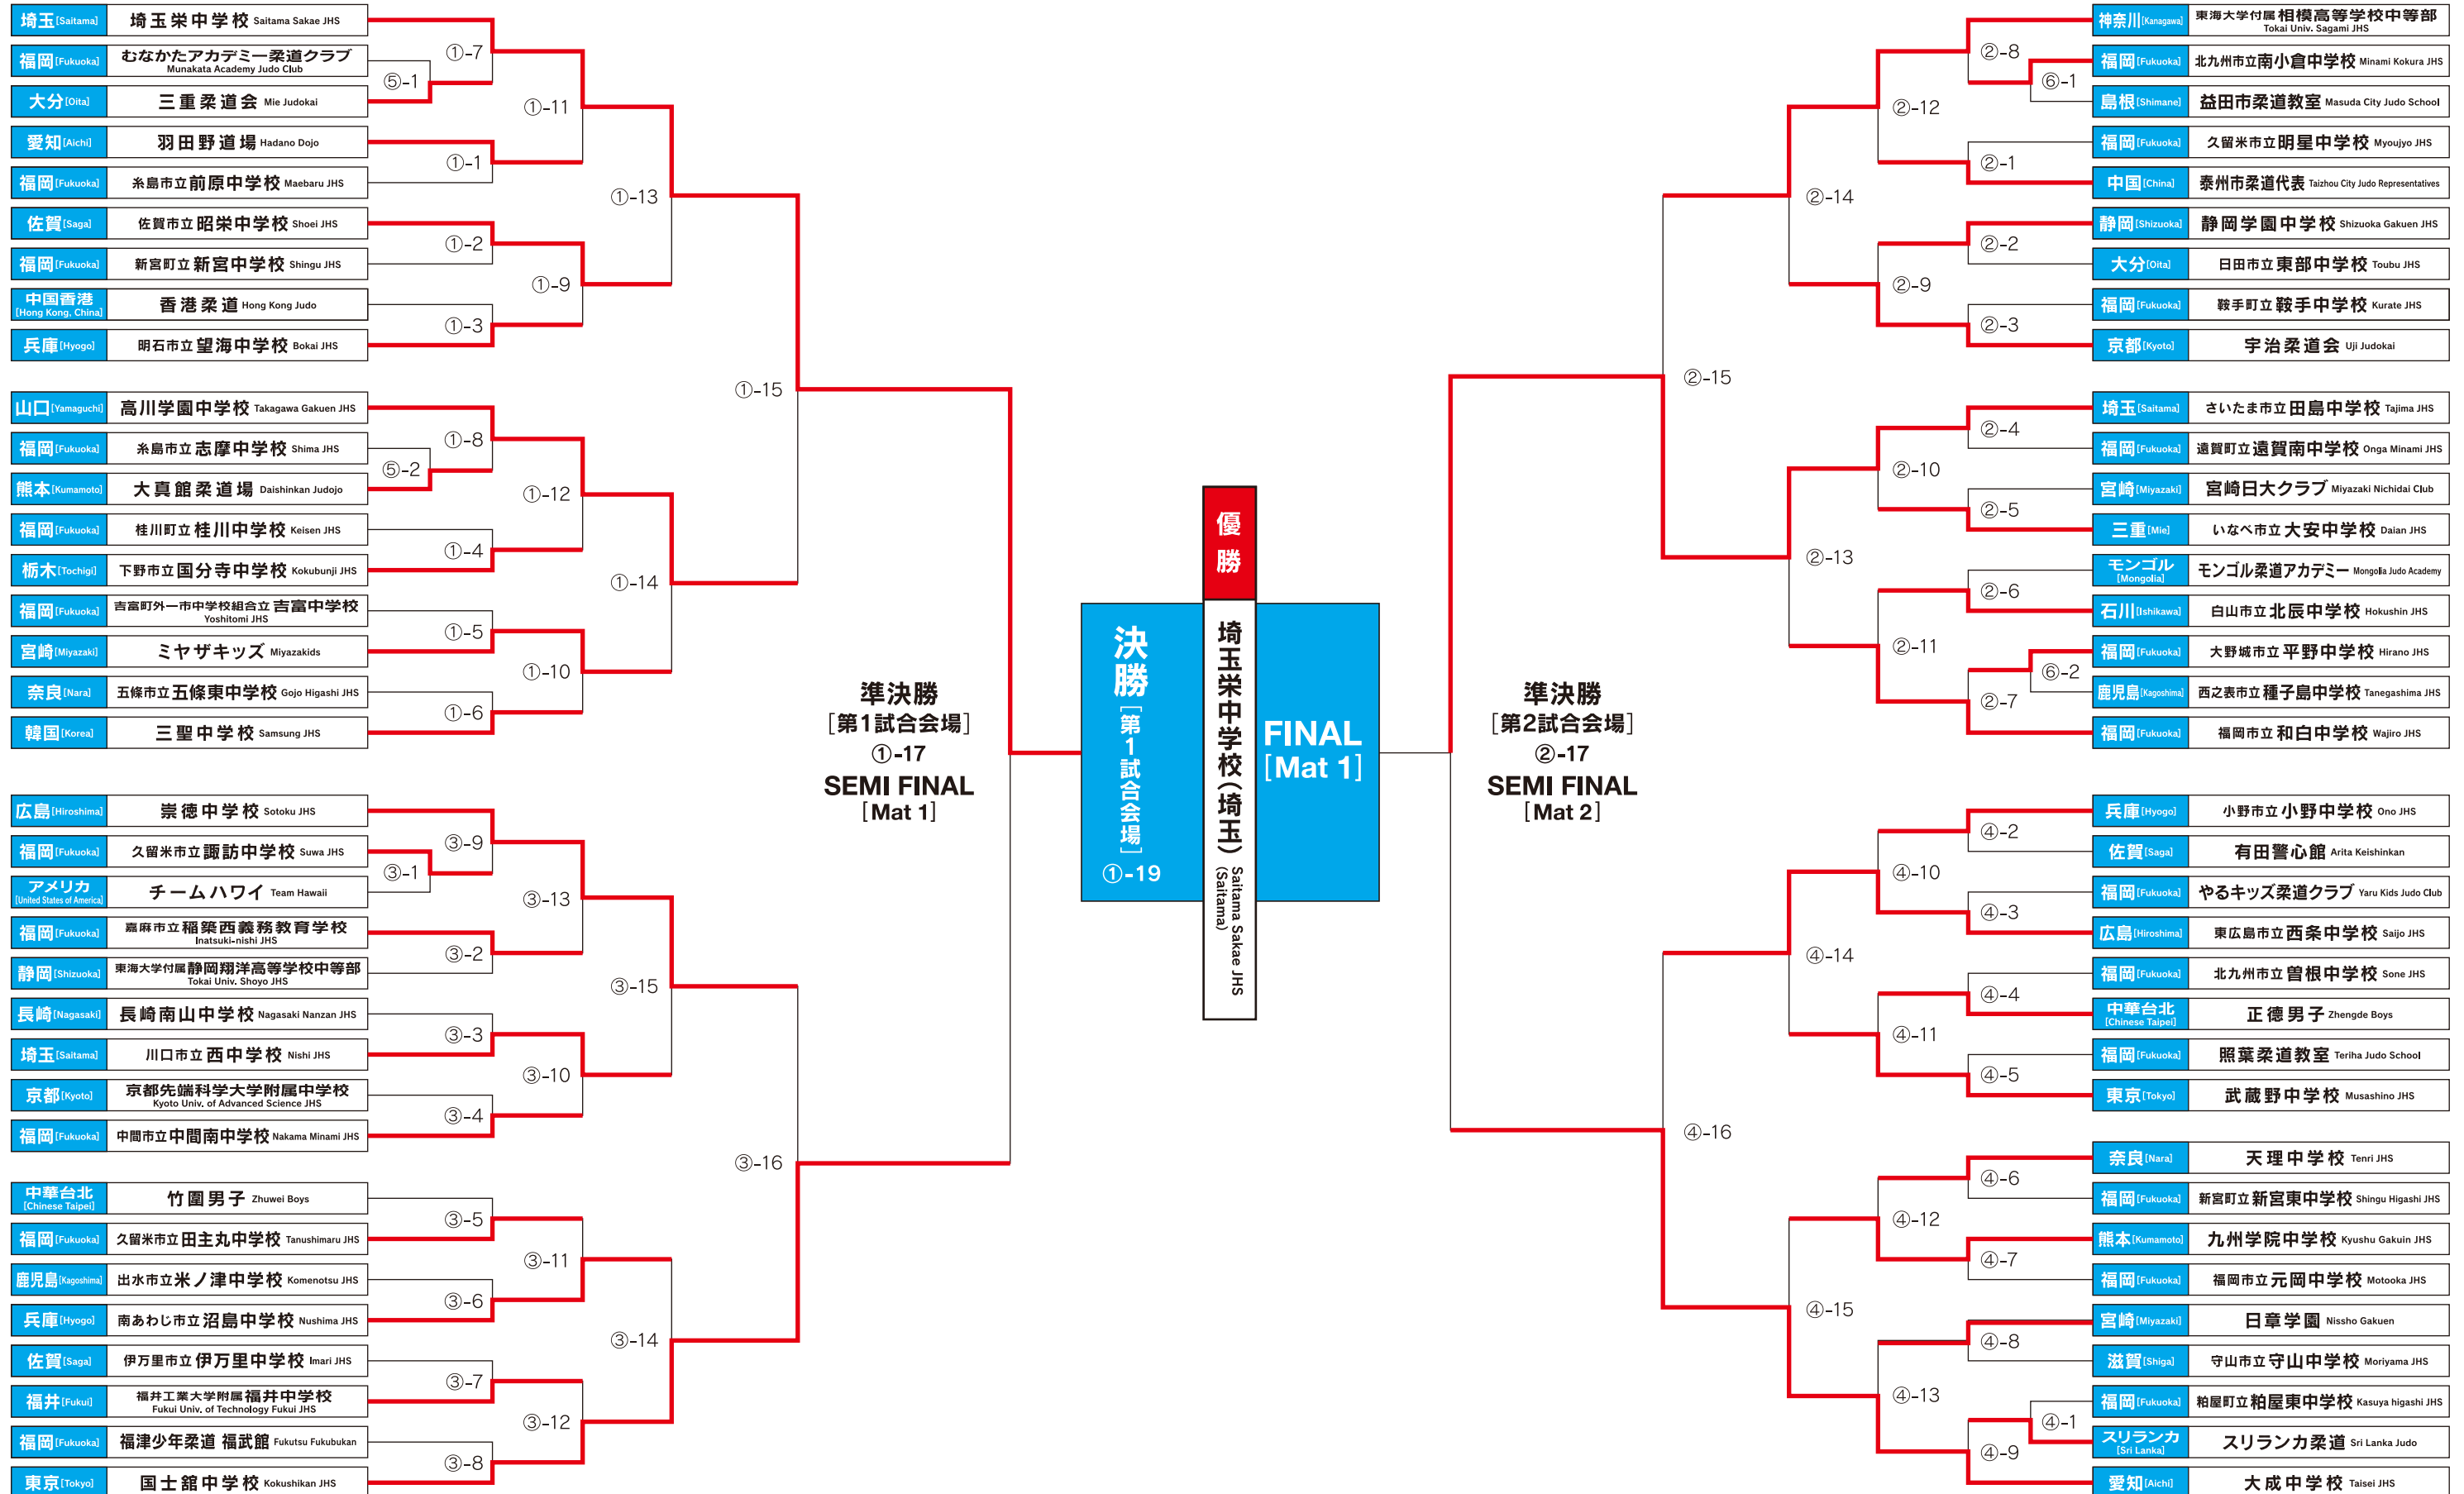 埼玉[Saitama] 埼玉栄中学校 Saitama Sakae JHS
福岡[Fukuoka] むなかたアカデミー柔道クラブ
Munakata Academy Judo Club
大分[Oita] 三重柔道会 Mie Judokai
愛知[Aichi] 羽田野道場 Hadano Dojo
福岡[Fukuoka] 糸島市立前原中学校 Maebaru JHS
佐賀[Saga] 佐賀市立昭栄中学校 Shoei JHS
福岡[Fukuoka] 新宮町立新宮中学校 Shingu JHS
中国香港
[Hong Kong, China] 香港柔道 Hong Kong Judo
兵庫[Hyogo] 明石市立望海中学校 Bokai JHS
①-7
⑤-1
①-11
①-1
①-13
①-2
①-9
①-3
①-15
山口[Yamaguchi] 高川学園中学校 Takagawa Gakuen JHS
福岡[Fukuoka] 糸島市立志摩中学校 Shima JHS
熊本[Kumamoto] 大真館柔道場 Daishinkan Judojo
福岡[Fukuoka] 桂川町立桂川中学校 Keisen JHS
栃木[Tochigi] 下野市立国分寺中学校 Kokubunji JHS
福岡[Fukuoka] 吉富町外一市中学校組合立 吉富中学校
Yoshitomi JHS
宮崎[Miyazaki] ミヤザキッズ Miyazakids
奈良[Nara] 五條市立五條東中学校 Gojo Higashi JHS
韓国[Korea] 三聖中学校 Samsung JHS
①-8
⑤-2
①-12
①-4
①-14
①-5
①-10
①-6
準決勝
[第1試合会場]
①-17
SEMI FINAL
[Mat 1]
広島[Hiroshima] 崇徳中学校 Sotoku JHS
福岡[Fukuoka] 久留米市立諏訪中学校 Suwa JHS
アメリカ
[United States of America] チームハワイ Team Hawaii
福岡[Fukuoka] 嘉麻市立稲築西義務教育学校
Inatsuki-nishi JHS
静岡[Shizuoka] 東海大学付属静岡翔洋高等学校中等部
Tokai Univ. Shoyo JHS
長崎[Nagasaki] 長崎南山中学校 Nagasaki Nanzan JHS
埼玉[Saitama] 川口市立西中学校 Nishi JHS
京都[Kyoto] 京都先端科学大学附属中学校
Kyoto Univ. of Advanced Science JHS
福岡[Fukuoka] 中間市立中間南中学校 Nakama Minami JHS
③-9
③-1
③-13
③-2
③-15
③-3
③-10
③-4
③-16
中華台北
[Chinese Taipei] 竹圍男子 Zhuwei Boys
福岡[Fukuoka] 久留米市立田主丸中学校 Tanushimaru JHS
鹿児島[Kagoshima] 出水市立米ノ津中学校 Komenotsu JHS
兵庫[Hyogo] 南あわじ市立沼島中学校 Nushima JHS
佐賀[Saga] 伊万里市立伊万里中学校 Imari JHS
福井[Fukui] 福井工業大学附属福井中学校
Fukui Univ. of Technology Fukui JHS
福岡[Fukuoka] 福津少年柔道 福武館 Fukutsu Fukubukan
東京[Tokyo] 国士舘中学校 Kokushikan JHS
③-5
③-11
③-6
③-14
③-7
③-12
③-8
優勝
埼玉栄中学校(埼玉)
Saitama Sakae JHS
(Saitama)
決勝[第1試合会場]
①-19
FINAL
[Mat 1]
神奈川[Kanagawa] 東海大学付属相模高等学校中等部
Tokai Univ. Sagami JHS
福岡[Fukuoka] 北九州市立南小倉中学校 Minami Kokura JHS
島根[Shimane] 益田市柔道教室 Masuda City Judo School
福岡[Fukuoka] 久留米市立明星中学校 Myoujyo JHS
中国[China] 泰州市柔道代表 Taizhou City Judo Representatives
静岡[Shizuoka] 静岡学園中学校 Shizuoka Gakuen JHS
大分[Oita] 日田市立東部中学校 Toubu JHS
福岡[Fukuoka] 鞍手町立鞍手中学校 Kurate JHS
京都[Kyoto] 宇治柔道会 Uji Judokai
②-8
⑥-1
②-12
②-1
②-14
②-2
②-9
②-3
②-15
埼玉[Saitama] さいたま市立田島中学校 Tajima JHS
福岡[Fukuoka] 遠賀町立遠賀南中学校 Onga Minami JHS
宮崎[Miyazaki] 宮崎日大クラブ Miyazaki Nichidai Club
三重[Mie] いなべ市立大安中学校 Daian JHS
モンゴル
[Mongolia] モンゴル柔道アカデミー Mongolia Judo Academy
石川[Ishikawa] 白山市立北辰中学校 Hokushin JHS
福岡[Fukuoka] 大野城市立平野中学校 Hirano JHS
鹿児島[Kagoshima] 西之表市立種子島中学校 Tanegashima JHS
福岡[Fukuoka] 福岡市立和白中学校 Wajiro JHS
②-4
②-10
②-5
②-13
②-6
②-11
⑥-2
②-7
準決勝
[第2試合会場]
②-17
SEMI FINAL
[Mat 2]
兵庫[Hyogo] 小野市立小野中学校 Ono JHS
佐賀[Saga] 有田警心館 Arita Keishinkan
福岡[Fukuoka] やるキッズ柔道クラブ Yaru Kids Judo Club
広島[Hiroshima] 東広島市立西条中学校 Saijo JHS
福岡[Fukuoka] 北九州市立曽根中学校 Sone JHS
中華台北
[Chinese Taipei] 正德男子 Zhengde Boys
福岡[Fukuoka] 照葉柔道教室 Teriha Judo School
東京[Tokyo] 武蔵野中学校 Musashino JHS
④-2
④-10
④-3
④-14
④-4
④-11
④-5
④-16
奈良[Nara] 天理中学校 Tenri JHS
福岡[Fukuoka] 新宮町立新宮東中学校 Shingu Higashi JHS
熊本[Kumamoto] 九州学院中学校 Kyushu Gakuin JHS
福岡[Fukuoka] 福岡市立元岡中学校 Motooka JHS
宮崎[Miyazaki] 日章学園 Nissho Gakuen
滋賀[Shiga] 守山市立守山中学校 Moriyama JHS
福岡[Fukuoka] 粕屋町立粕屋東中学校 Kasuya higashi JHS
スリランカ
[Sri Lanka] スリランカ柔道 Sri Lanka Judo
愛知[Aichi] 大成中学校 Taisei JHS
④-6
④-12
④-7
④-15
④-8
④-13
④-1
④-9